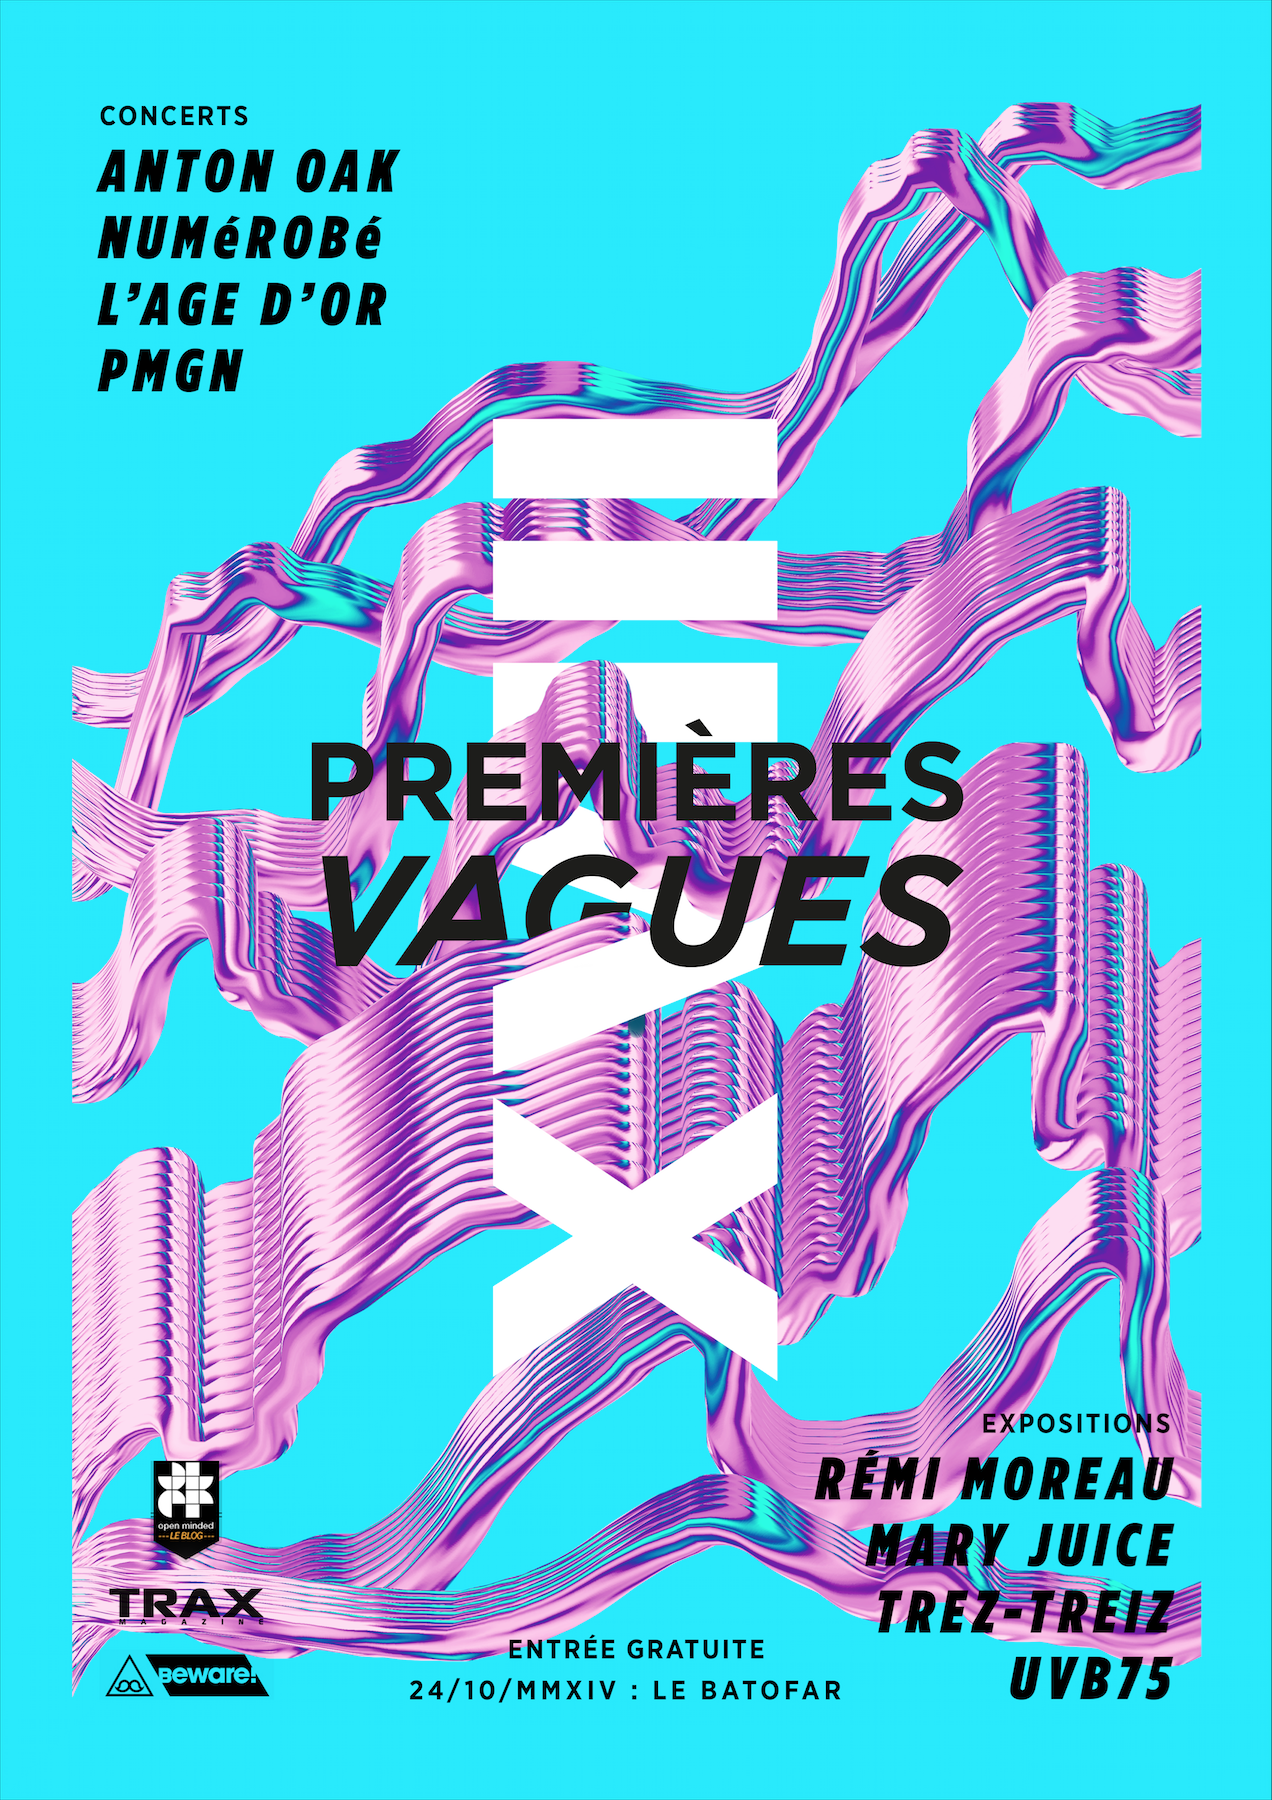 CONCERTS
ANTON OAK
NUMéROBé
L’AGE D’OR
PMGN
XVIII
PREMIÈRES
VAGUES
EXPOSITIONS
RÉMI MOREAU
MARY JUICE
TREZ-TREIZ
UVB75
open minded
---LE BLOG---
TRAX
MAGAZINE
Beware!
ENTRÉE GRATUITE
24/10/MMXIV : LE BATOFAR